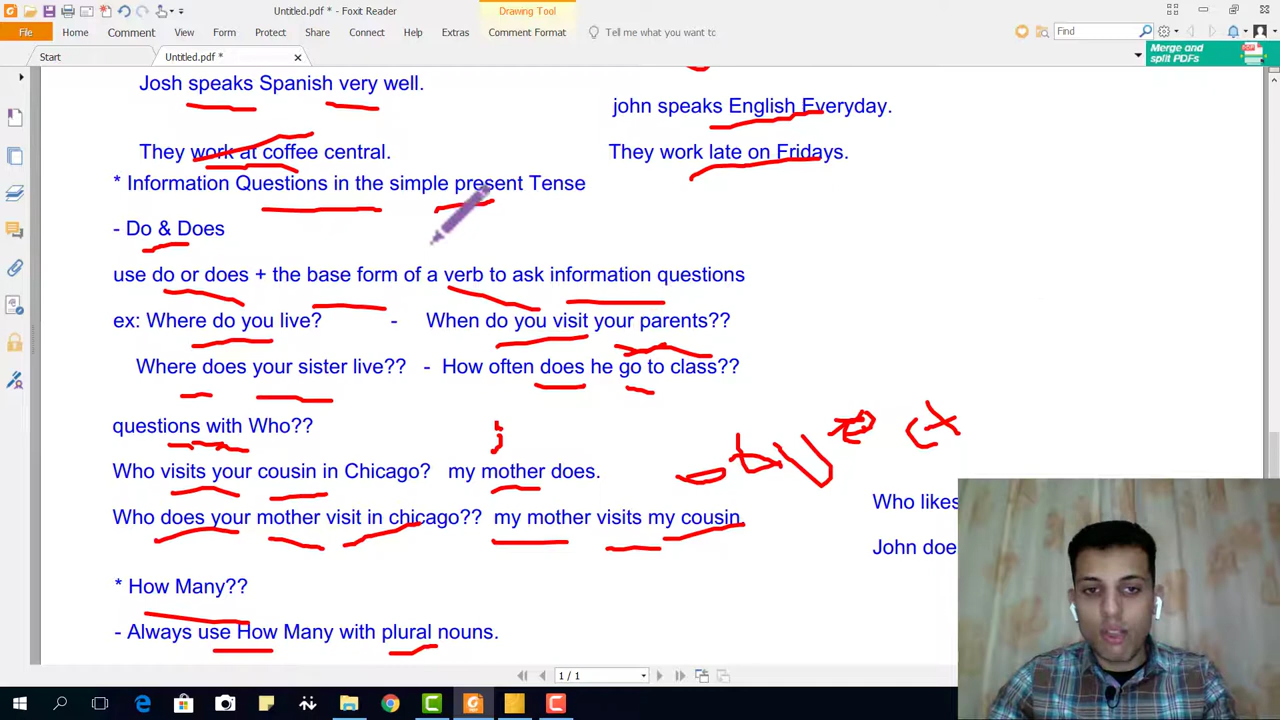 Untitled.pdf * - Foxit Reader
Drawing Tool
File Home Comment View Form Protect Share Connect Help Extras Comment Format Tell me what you want to
Find
Start
Untitled.pdf *
Merge and
split PDFs
Josh speaks Spanish very well.
john speaks English Everyday.
They work at coffee central.
They work late on Fridays.
* Information Questions in the simple present Tense
- Do & Does
use do or does + the base form of a verb to ask information questions
ex: Where do you live? - When do you visit your parents??
Where does your sister live?? - How often does he go to class??
questions with Who??
Who visits your cousin in Chicago? my mother does.
Who does your mother visit in chicago?? my mother visits my cousin.
Who likes
John doe
* How Many??
- Always use How Many with plural nouns.
1 / 1